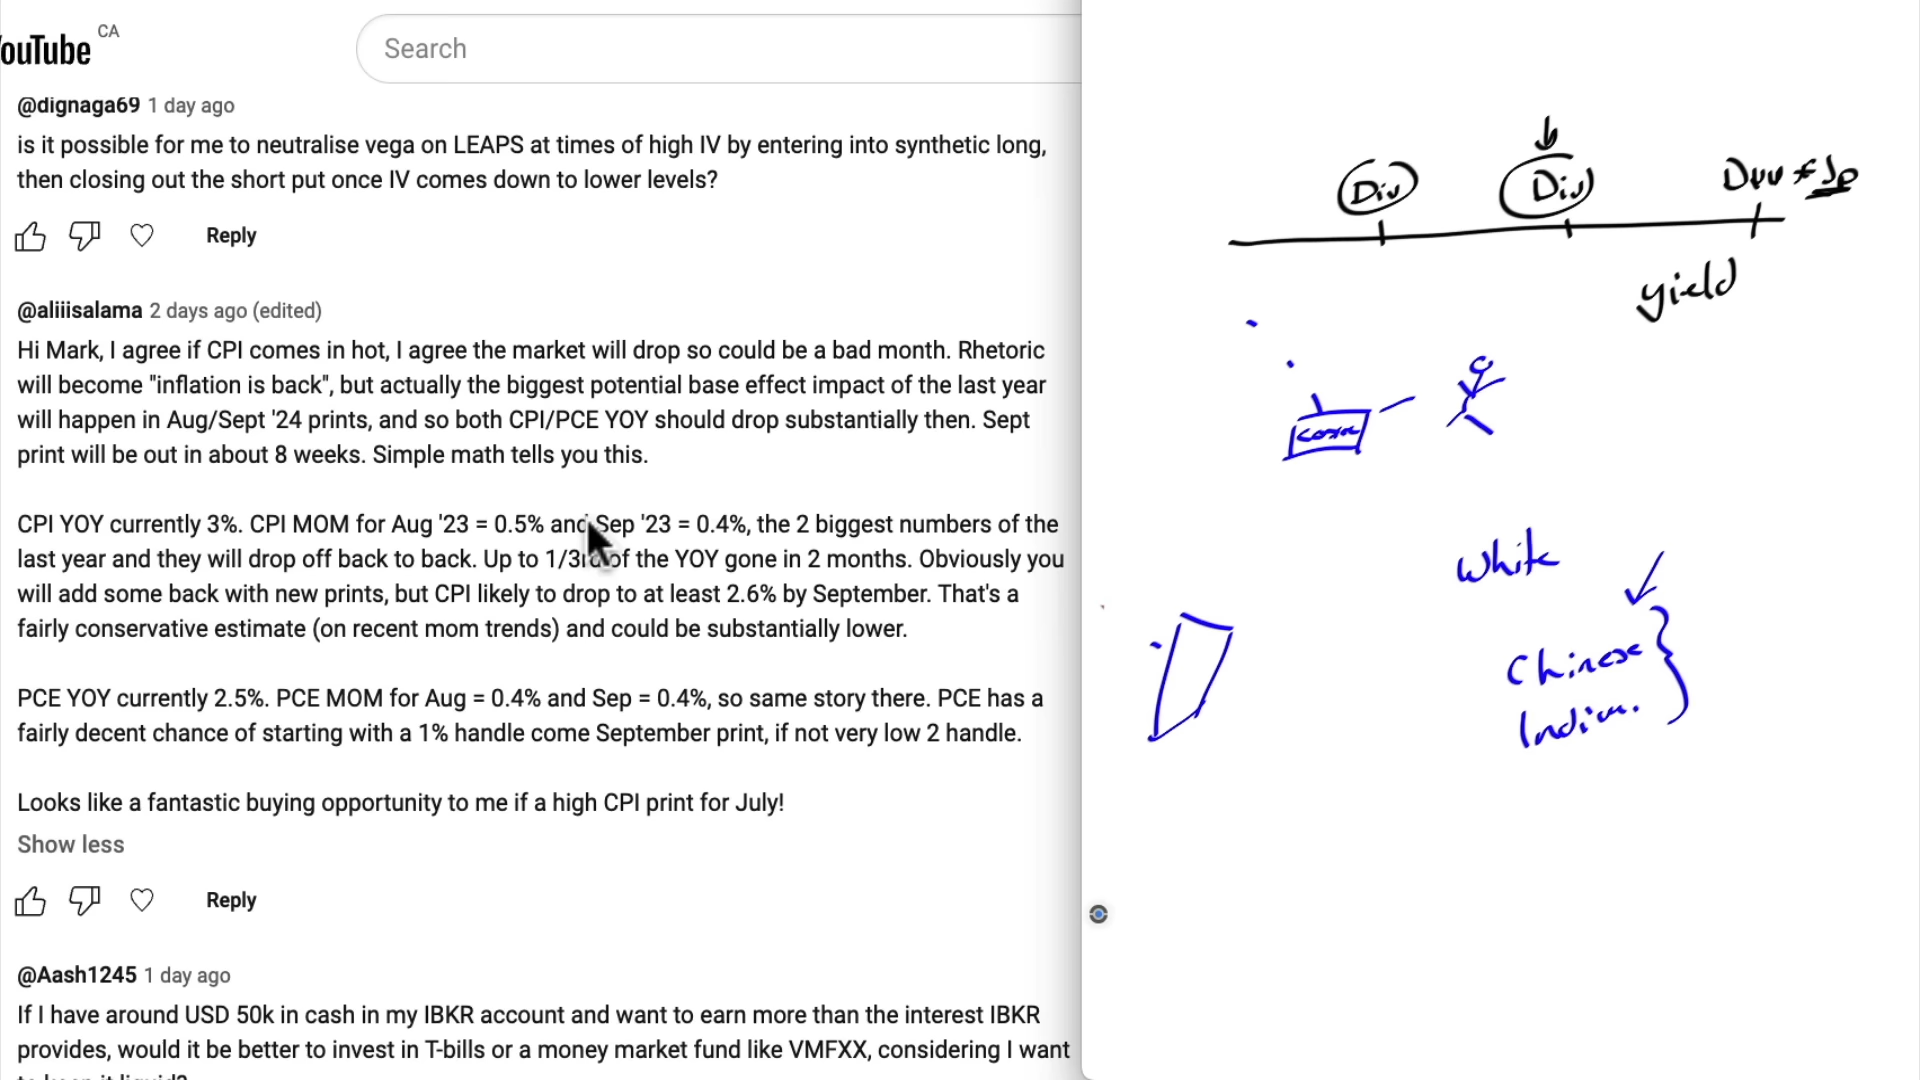 ouTube CA
Search
@dignaga69 1 day ago
is it possible for me to neutralise vega on LEAPS at times of high IV by entering into synthetic long,
then closing out the short put once IV comes down to lower levels?
Reply
@aliiisalama 2 days ago (edited)
Hi Mark, I agree if CPI comes in hot, I agree the market will drop so could be a bad month. Rhetoric
will become "inflation is back", but actually the biggest potential base effect impact of the last year
will happen in Aug/Sept '24 prints, and so both CPI/PCE YOY should drop substantially then. Sept
print will be out in about 8 weeks. Simple math tells you this.
CPI YOY currently 3%. CPI MOM for Aug '23 = 0.5% and Sep '23 = 0.4%, the 2 biggest numbers of the
last year and they will drop off back to back. Up to 1/3rd of the YOY gone in 2 months. Obviously you
will add some back with new prints, but CPI likely to drop to at least 2.6% by September. That's a
fairly conservative estimate (on recent mom trends) and could be substantially lower.
PCE YOY currently 2.5%. PCE MOM for Aug = 0.4% and Sep = 0.4%, so same story there. PCE has a
fairly decent chance of starting with a 1% handle come September print, if not very low 2 handle.
Looks like a fantastic buying opportunity to me if a high CPI print for July!
Show less
Reply
@Aash1245 1 day ago
If I have around USD 50k in cash in my IBKR account and want to earn more than the interest IBKR
provides, would it be better to invest in T-bills or a money market fund like VMFXX, considering I want
Div
Div
yield
White
Chinese